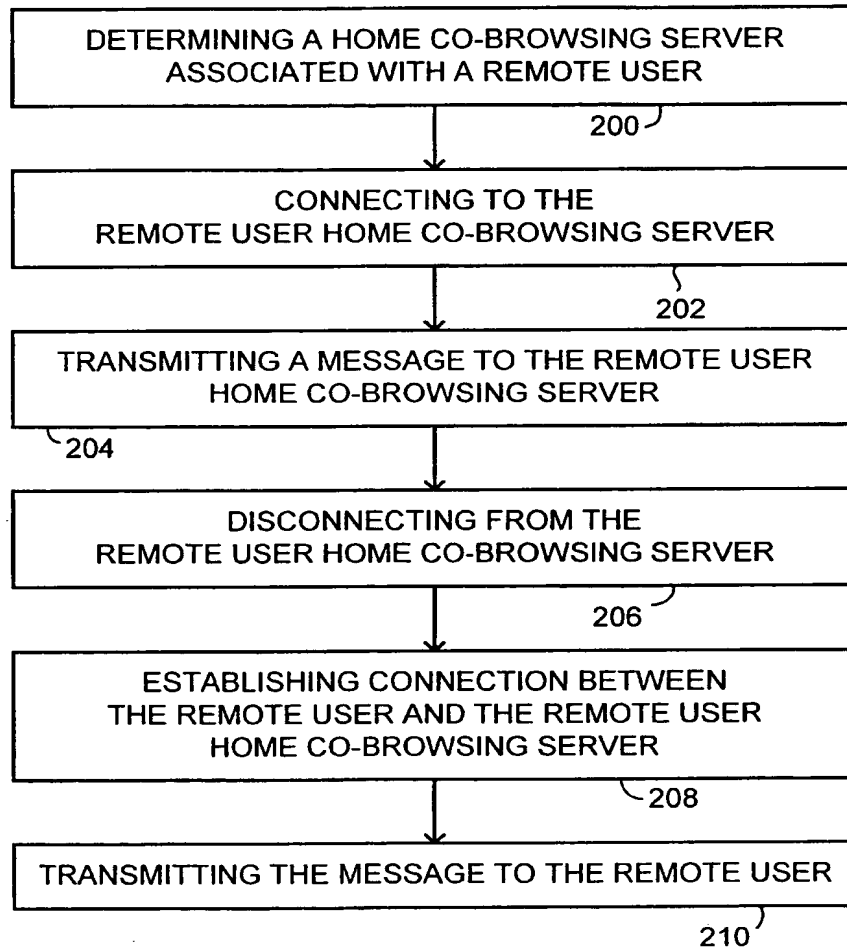 DETERMINING A HOME CO-BROWSING SERVER
ASSOCIATED WITH A REMOTE USER
200
CONNECTING TO THE
REMOTE USER HOME CO-BROWSING SERVER
202
TRANSMITTING A MESSAGE TO THE REMOTE USER
HOME CO-BROWSING SERVER
204
DISCONNECTING FROM THE
REMOTE USER HOME CO-BROWSING SERVER
206
ESTABLISHING CONNECTION BETWEEN
THE REMOTE USER AND THE REMOTE USER
HOME CO-BROWSING SERVER
208
TRANSMITTING THE MESSAGE TO THE REMOTE USER
210